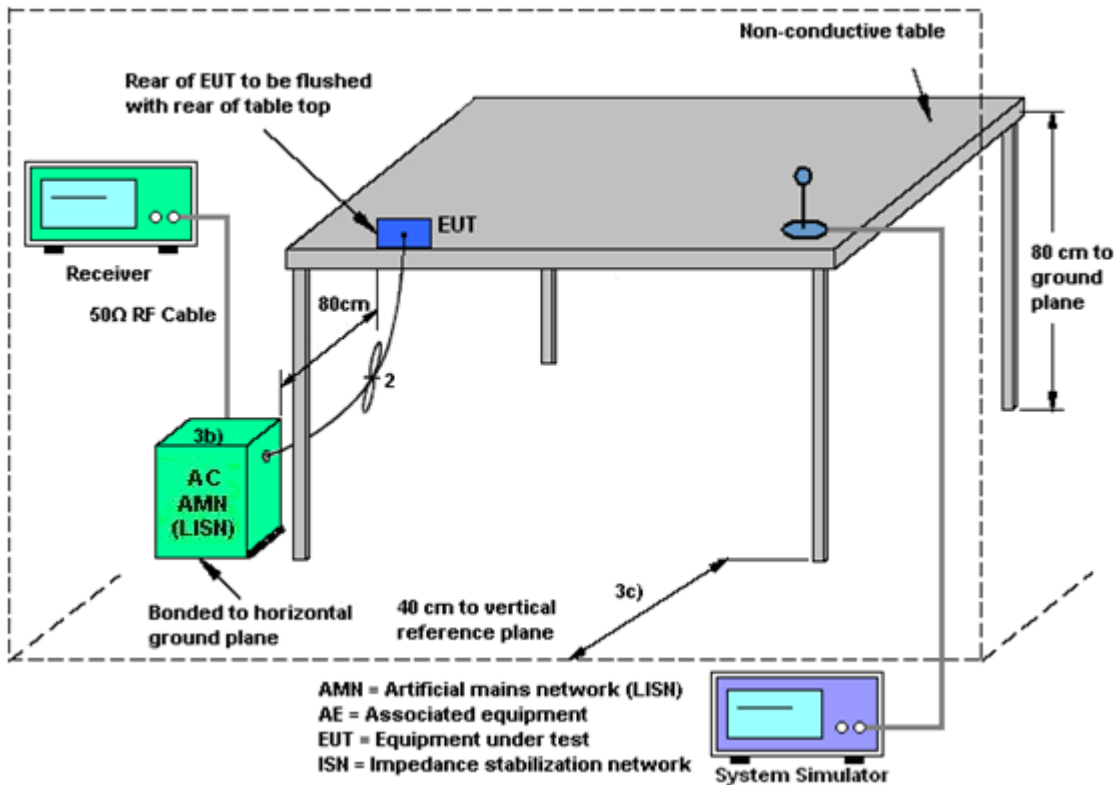 Non-conductive table
Rear of EUT to be flushed
with rear of table top
EUT
Receiver
80 cm to
ground
plane
80cm
50Ω RF Cable
2
3b)
AC
AMN
(LISN)
Bonded to horizontal
ground plane
40 cm to vertical
reference plane
3c)
AMN = Artificial mains network (LISN)
AE = Associated equipment
EUT = Equipment under test
ISN = Impedance stabilization network
System Simulator